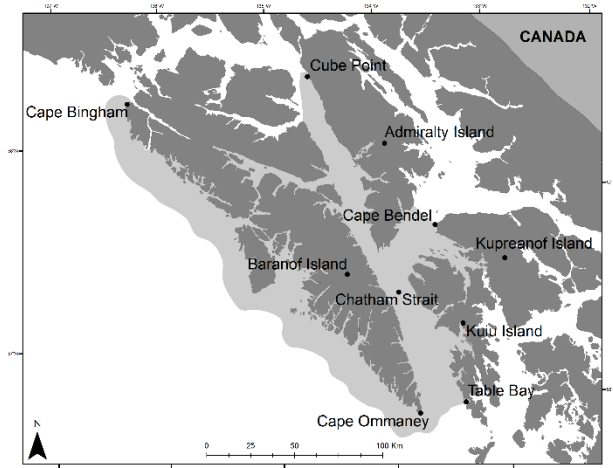 CANADA
Cube Point
Cape Bingham
Admiralty Island
Cape Bendel
Kupreanof Island
Baranof Island
Chatham Strait
Kuiu Island
Table Bay
Cape Ommaney
N
0 25 50 75 100 Km